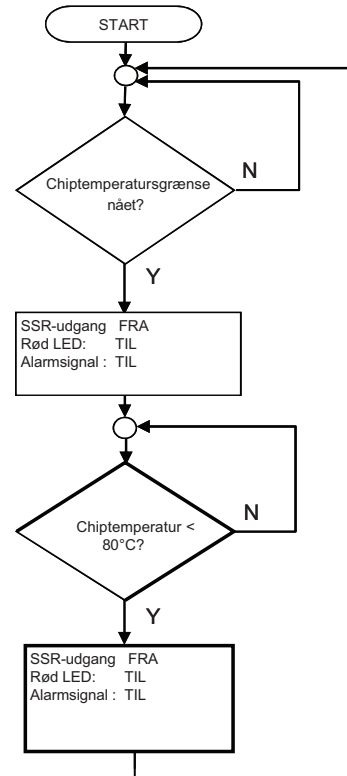 START
Chiptemperatursgrænse
nået?
N
Y
SSR-udgang FRA
Rød LED: TIL
Alarmsignal : TIL
Chiptemperatur <
80°C?
N
Y
SSR-udgang FRA
Rød LED: TIL
Alarmsignal : TIL